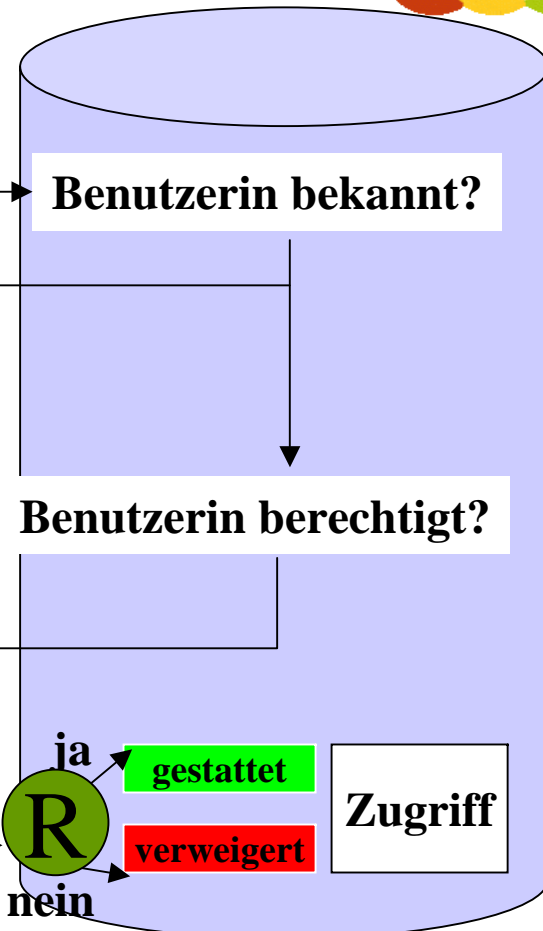 Benutzerin bekannt?
Benutzerin berechtigt?
ja
gestattet
Zugriff
R
verweigert
nein